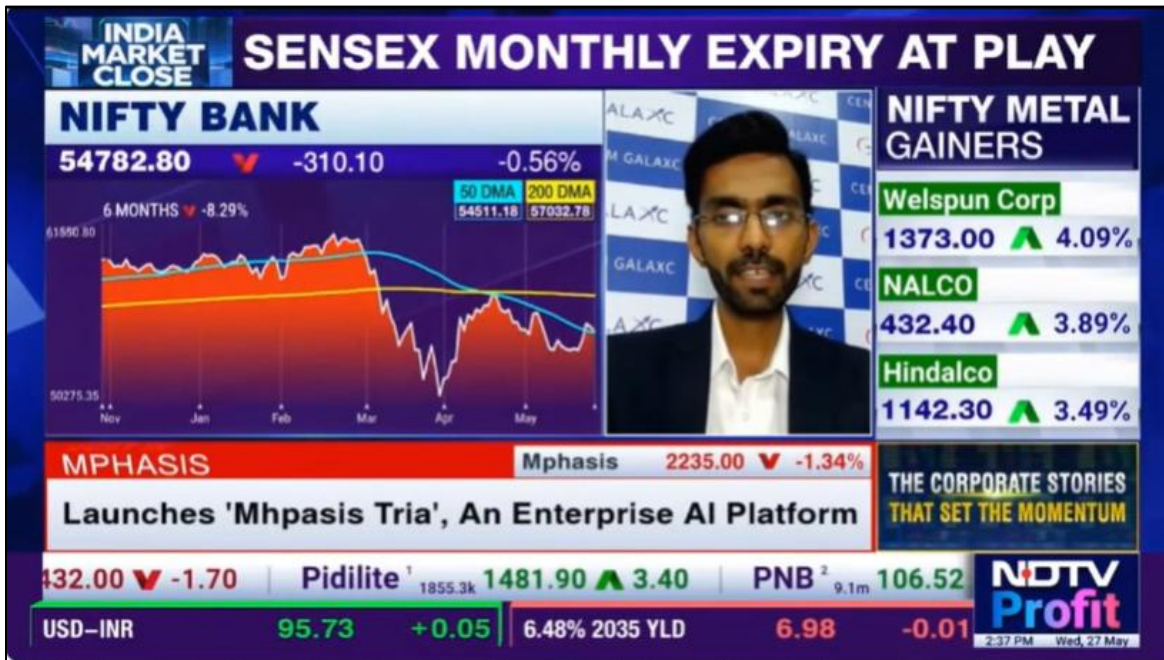 INDIA
MARKET
CLOSE
SENSEX MONTHLY EXPIRY AT PLAY
NIFTY BANK
54782.80 -310.10 -0.56%
50 DMA 200 DMA
54511.18 57032.78
6 MONTHS -8.29%
61550.80
50275.35
Nov Jan Feb Mar Apr May
ALAXC
CEN
GALAXC
GALAXC
NIFTY METAL
GAINERS
Welspun Corp
1373.00 4.09%
NALCO
432.40 3.89%
Hindalco
1142.30 3.49%
MPHASIS
Mphasis 2235.00 -1.34%
Launches 'Mhpasis Tria', An Enterprise AI Platform
THE CORPORATE STORIES
THAT SET THE MOMENTUM
432.00 -1.70 Pidilite 1 1855.3k 1481.90 3.40 PNB 2 9.1m 106.52
NDTV
Profit
USD–INR 95.73 +0.05 6.48% 2035 YLD 6.98 -0.01
2:37 PM Wed, 27 May